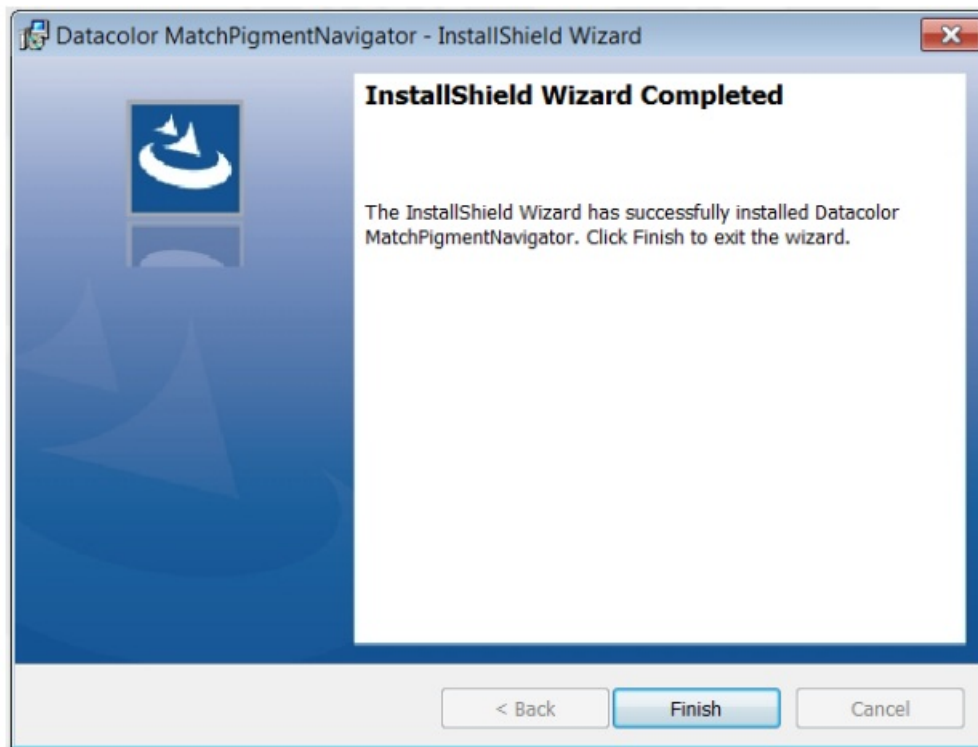 Datacolor MatchPigmentNavigator - InstallShield Wizard
InstallShield Wizard Completed
The InstallShield Wizard has successfully installed Datacolor
MatchPigmentNavigator. Click Finish to exit the wizard.
< Back
Finish
Cancel